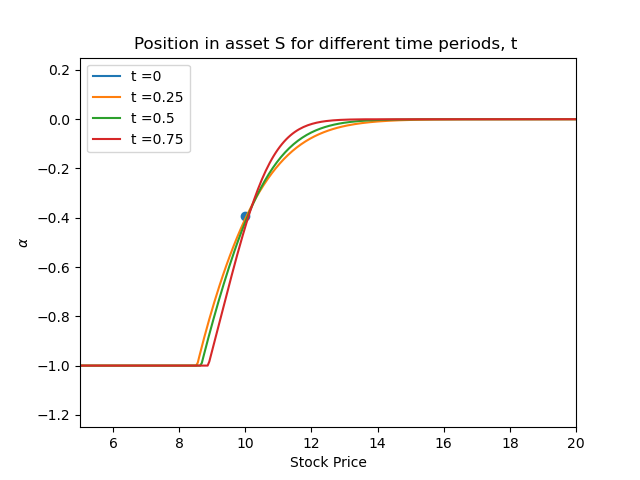 Position in asset S for different time periods, t
t =0
t =0.25
t =0.5
t =0.75
0.2
0.0
−0.2
−0.4
−0.6
−0.8
−1.0
−1.2
α
6 8 10 12 14 16 18 20
Stock Price